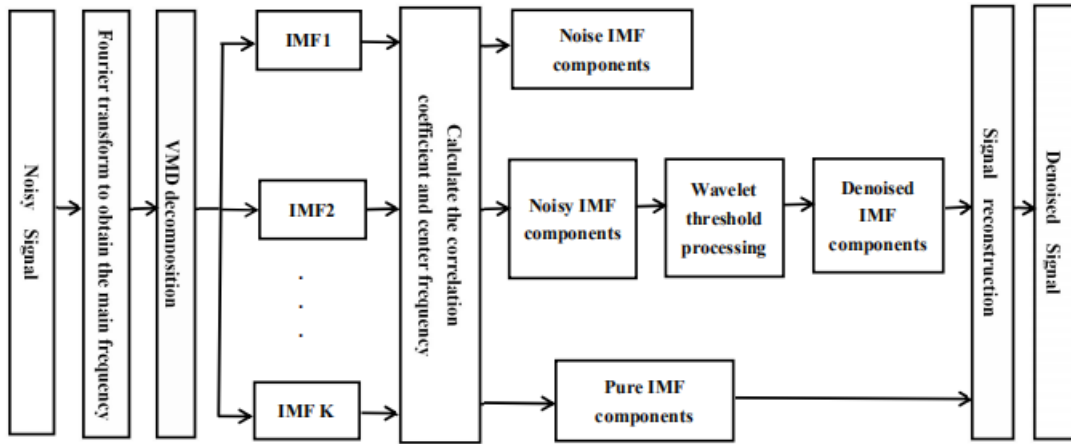 Noisy Signal
Fourier transform to obtain the main frequency
VMD decomposition
IMF1
IMF2
.
.
.
IMF K
Calculate the correlation
coefficient and center frequency
Noise IMF
components
Noisy IMF
components
Wavelet
threshold
processing
Denoised
IMF
components
Pure IMF
components
Signal reconstruction
Denoised Signal